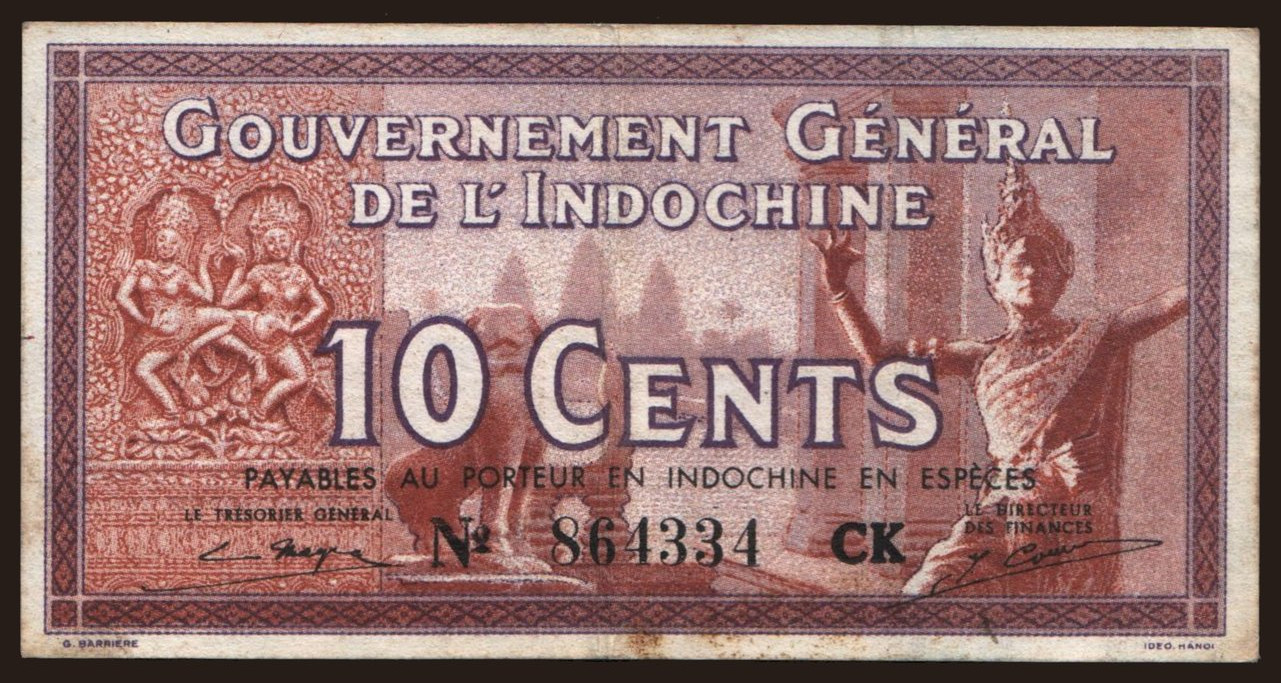 GOUVERNEMENT GÉNÉRAL
DE L'INDOCHINE
10 CENTS
PAYABLES AU PORTEUR EN INDOCHINE EN ESPÈCES
LE TRÉSORIER GÉNÉRAL
LE DIRECTEUR
DES FINANCES
Nº 864334 CK
G. BARRIERE
IDEO. HANOI